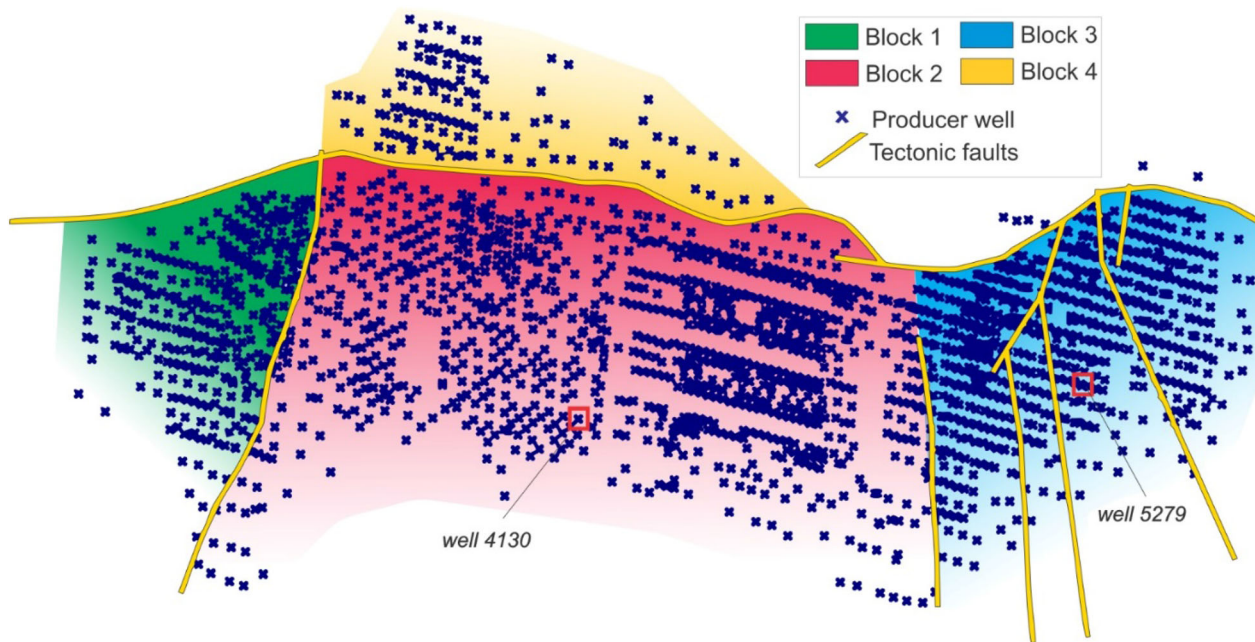 Block 1
Block 3
Block 2
Block 4
Producer well
Tectonic faults
well 4130
well 5279